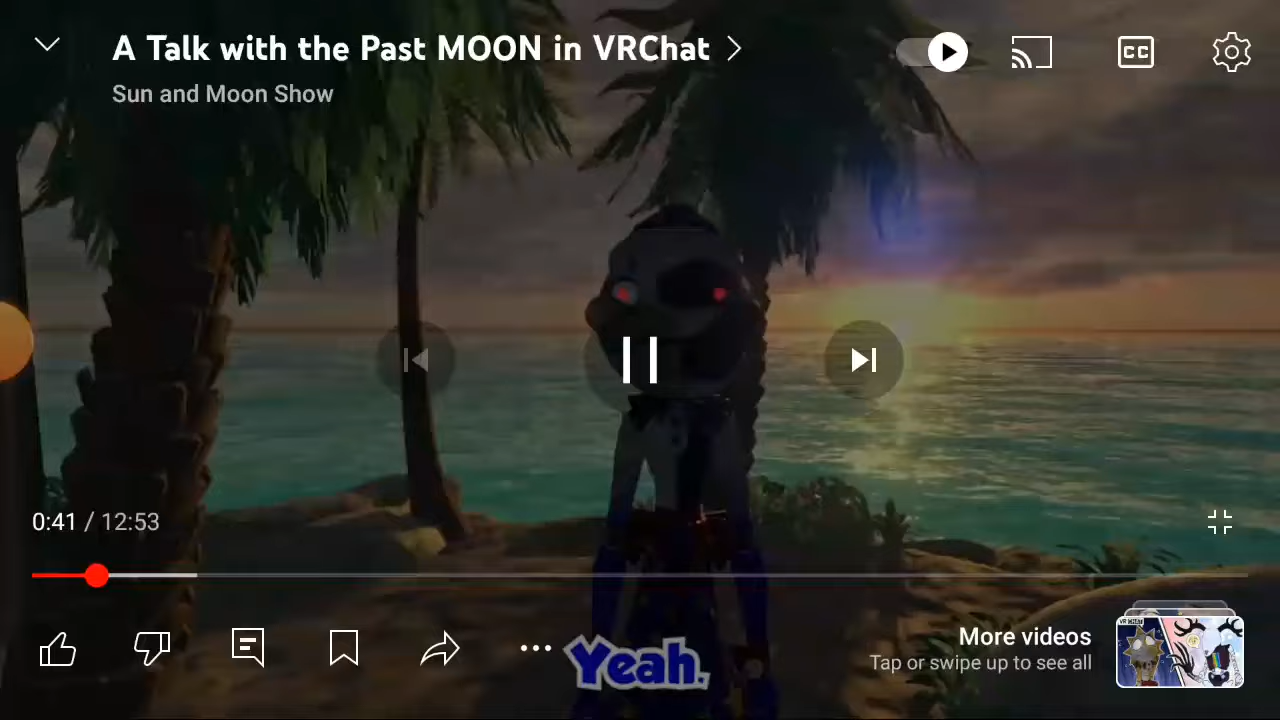 A Talk with the Past MOON in VRChat
Sun and Moon Show
CC
0:41 / 12:53
Yeah.
More videos
Tap or swipe up to see all